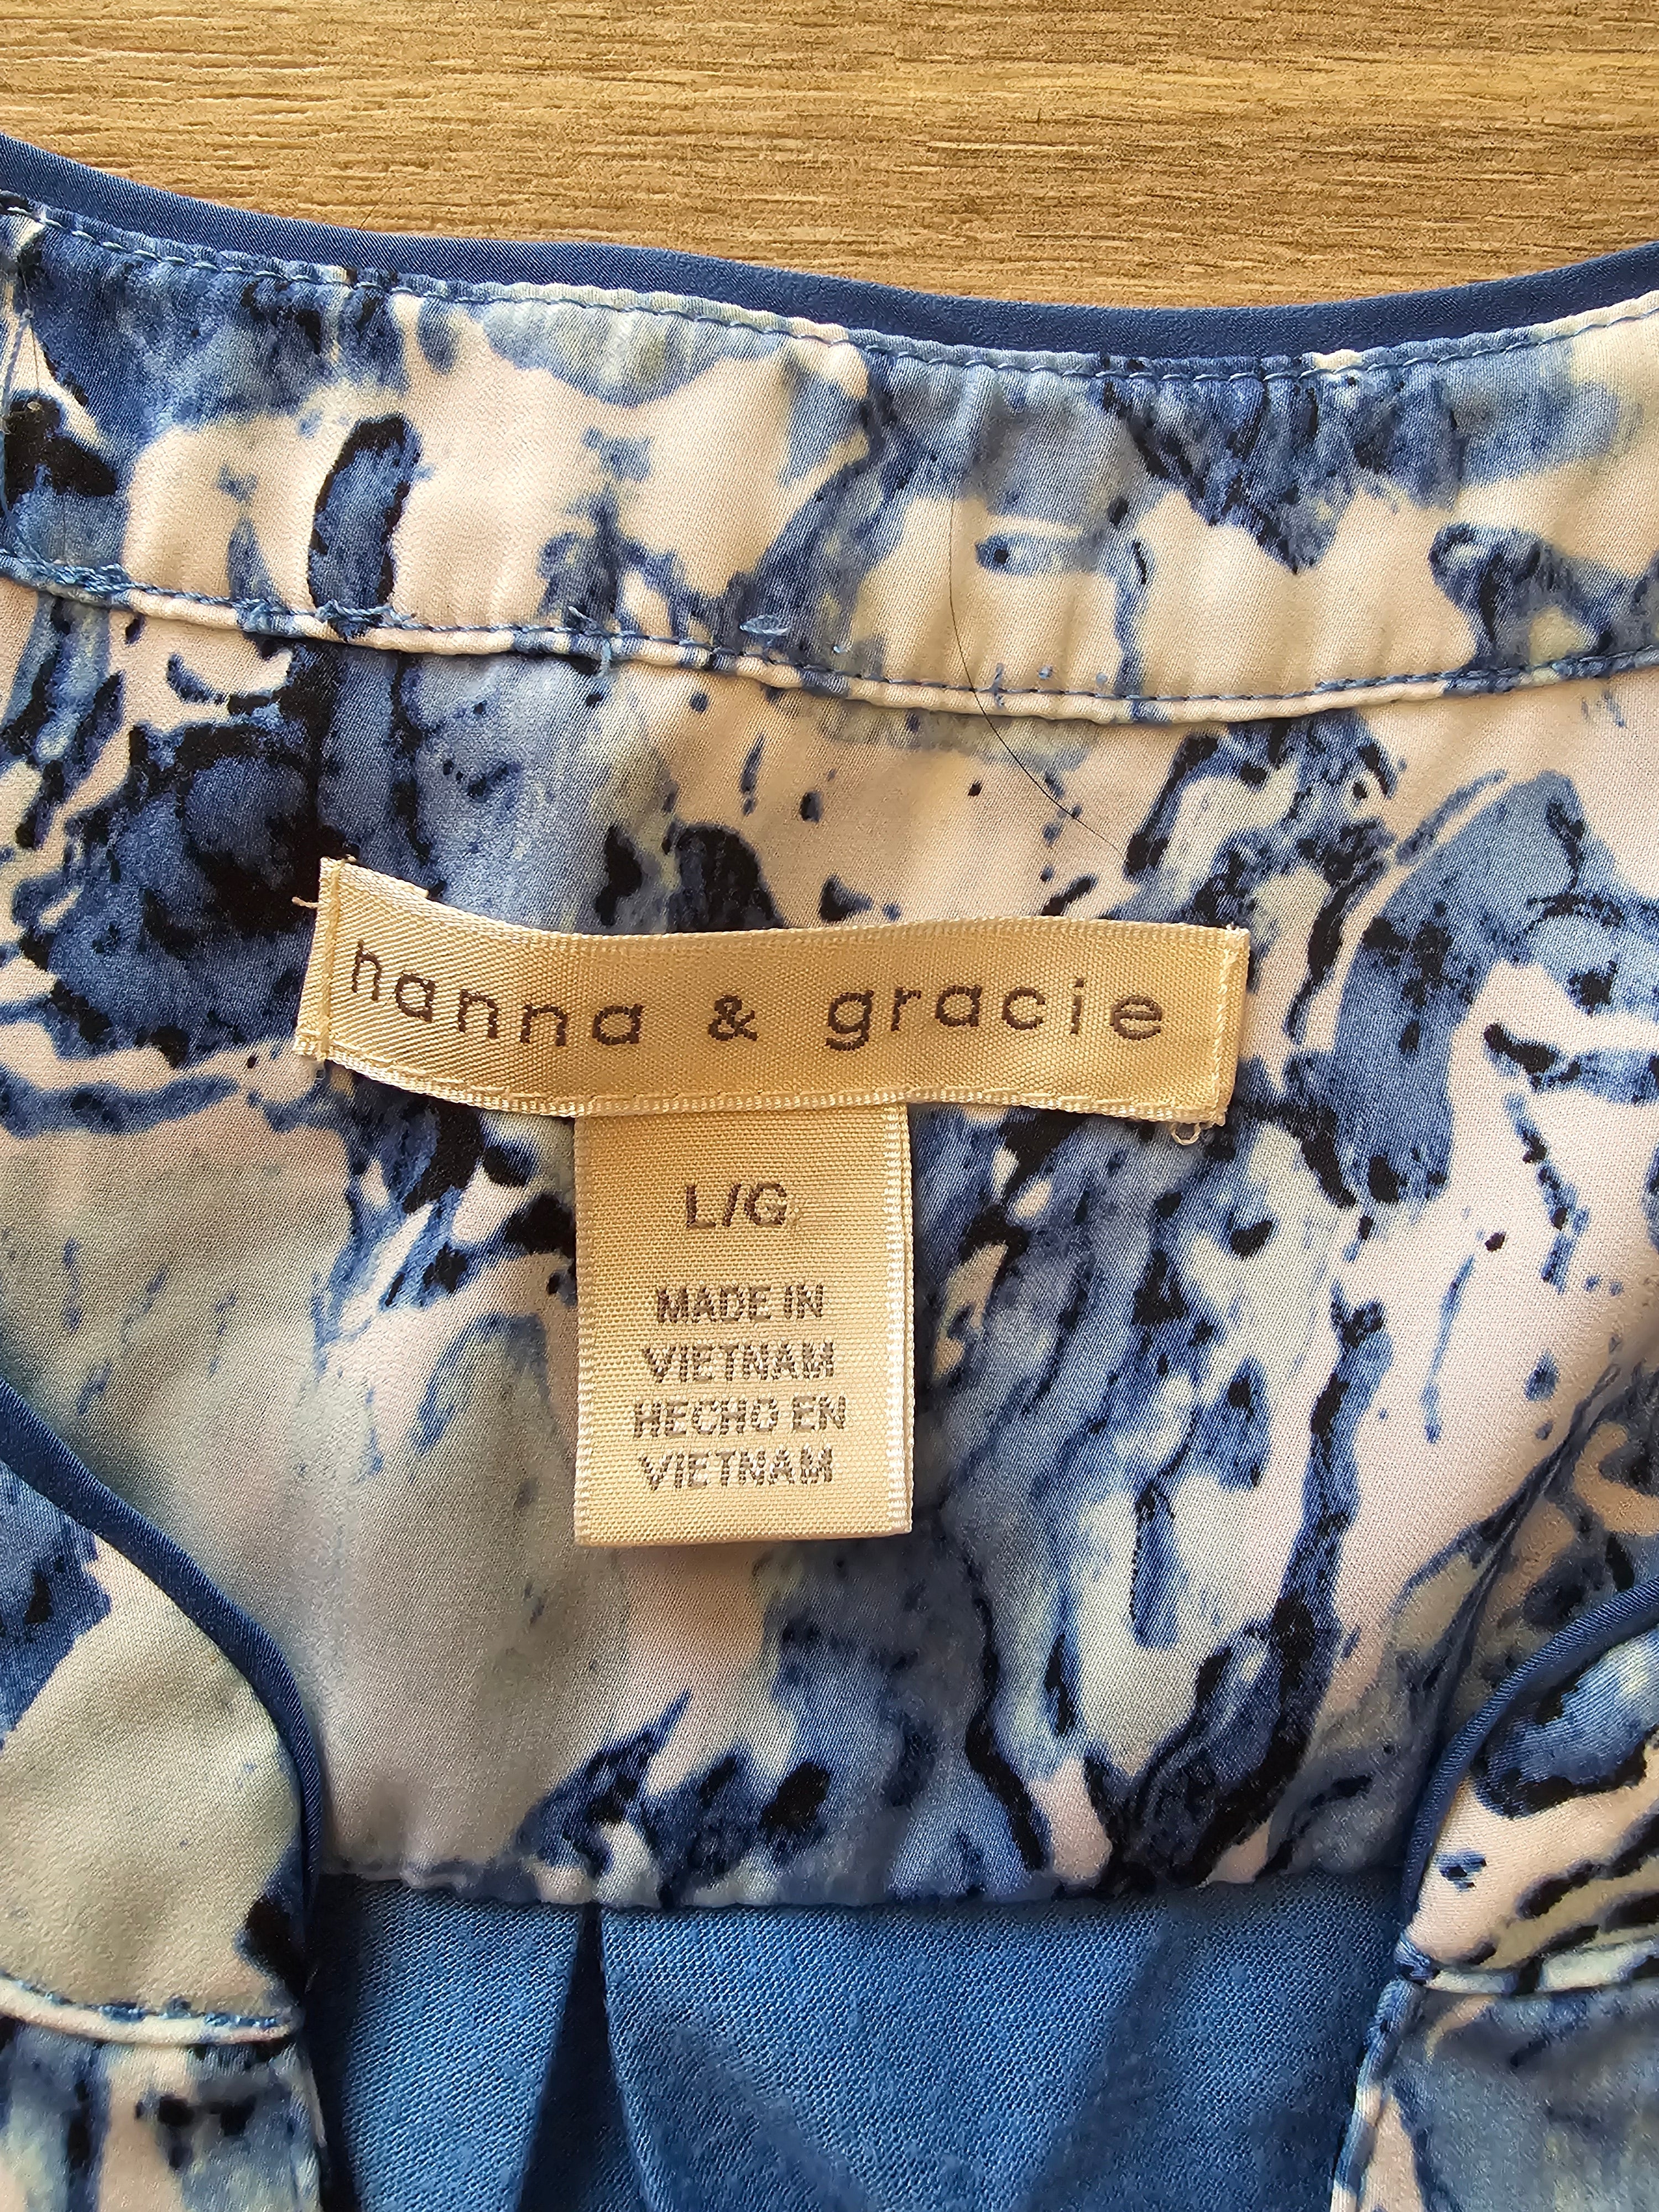 hanna & gracie
L/G
MADE IN
VIETNAM
HECHO EN
VIETNAM